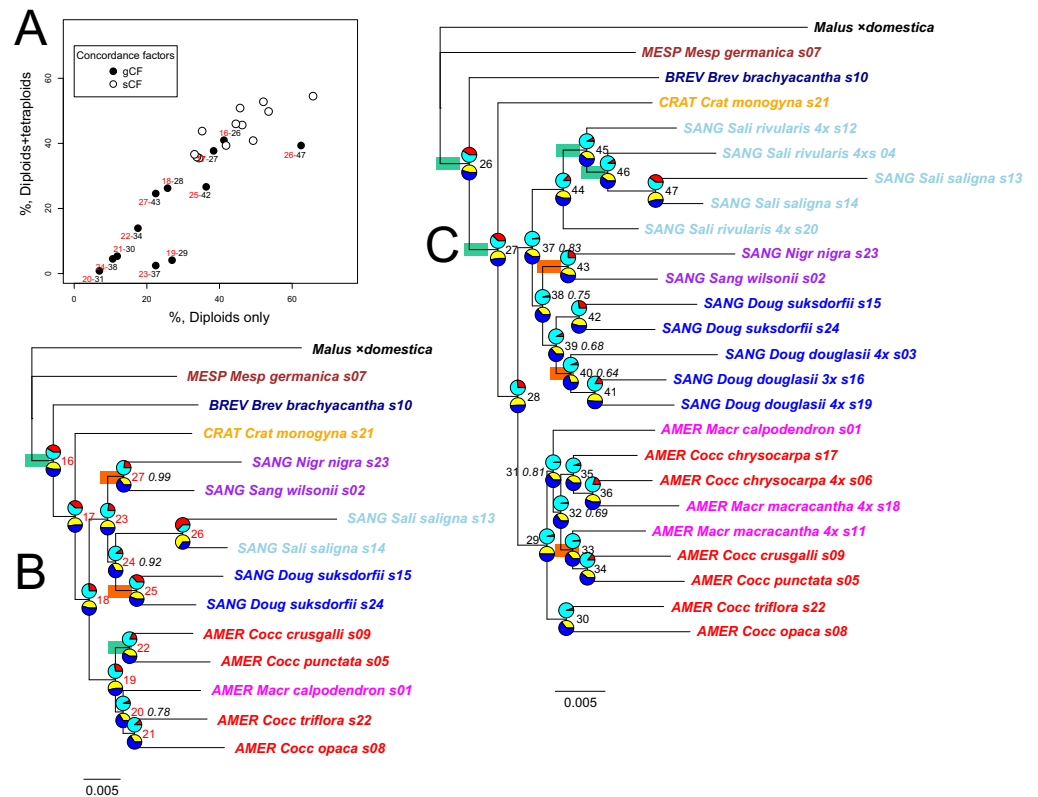 A
Concordance factors
gCF
sCF
60
40
20
0
%, Diploids+tetraploids
16-26
17-27
26-47
18-28
25-42
27-43
22-34
21-30
24-38
19-29
23-37
20-31
0
20
40
60
%, Diploids only
B
Malus ×domestica
MESP Mesp germanica s07
BREV Brev brachyacantha s10
CRAT Crat monogyna s21
SANG Nigr nigra s23
SANG Sang wilsonii s02
SANG Sali saligna s13
SANG Sali saligna s14
SANG Doug suksdorfii s15
SANG Doug suksdorfii s24
AMER Cocc crusgalli s09
AMER Cocc punctata s05
AMER Macr calpodendron s01
AMER Cocc triflora s22
AMER Cocc opaca s08
16
17
18
27 0.99
23
26
24 0.92
25
22
19
20 0.78
21
0.005
C
Malus ×domestica
MESP Mesp germanica s07
BREV Brev brachyacantha s10
CRAT Crat monogyna s21
SANG Sali rivularis 4x s12
SANG Sali rivularis 4xs 04
SANG Sali saligna s13
SANG Sali saligna s14
SANG Sali rivularis 4x s20
SANG Nigr nigra s23
SANG Sang wilsonii s02
SANG Doug suksdorfii s15
SANG Doug suksdorfii s24
SANG Doug douglasii 4x s03
SANG Doug douglasii 3x s16
SANG Doug douglasii 4x s19
AMER Macr calpodendron s01
AMER Cocc chrysocarpa s17
AMER Cocc chrysocarpa 4x s06
AMER Macr macracantha 4x s18
AMER Macr macracantha 4x s11
AMER Cocc crusgalli s09
AMER Cocc punctata s05
AMER Cocc triflora s22
AMER Cocc opaca s08
26
27
45
46
47
44
37 0.83
43
38 0.75
42
39 0.68
40 0.64
41
28
31 0.81
35
36
32 0.69
29
33
34
30
0.005